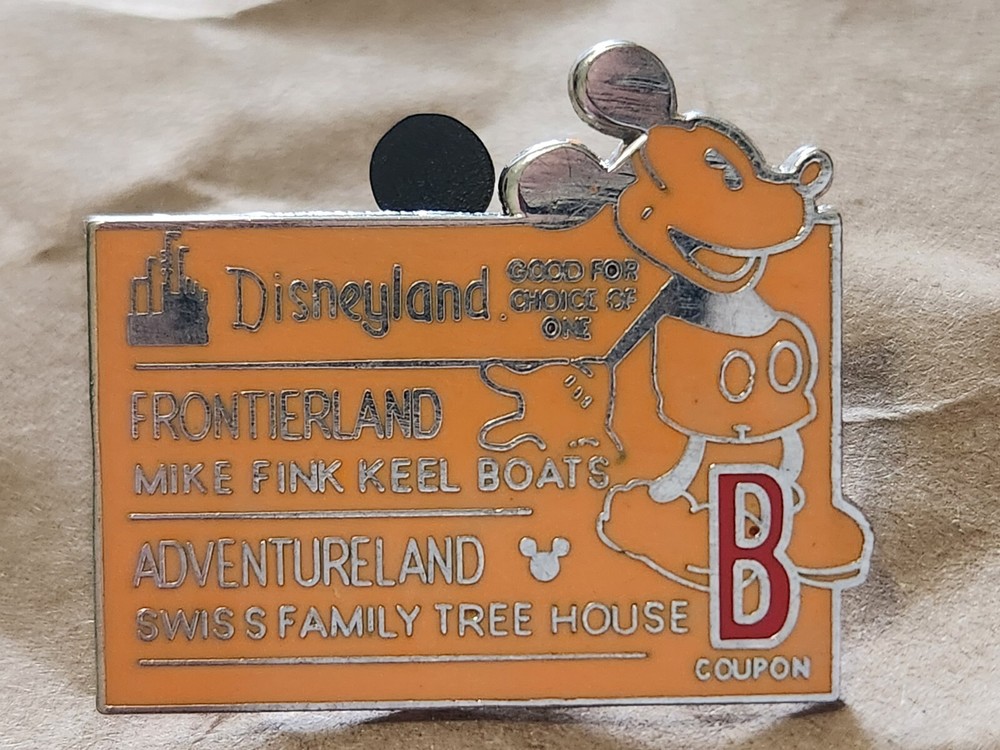 Disneyland.
GOOD FOR
CHOICE OF
ONE
FRONTIERLAND
MIKE FINK KEEL BOATS
ADVENTURELAND
SWISS FAMILY TREE HOUSE
B
COUPON